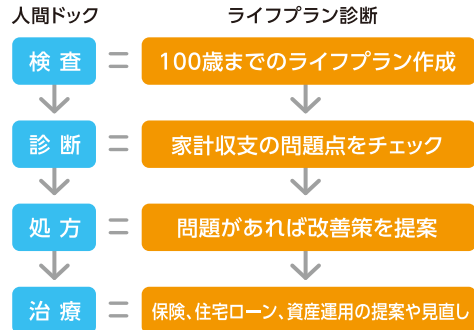 人間ドック ライフプラン診断
検査 = 100歳までのライフプラン作成
診断 = 家計収支の問題点をチェック
処方 = 問題があれば改善策を提案
治療 = 保険、住宅ローン、資産運用の提案や見直し